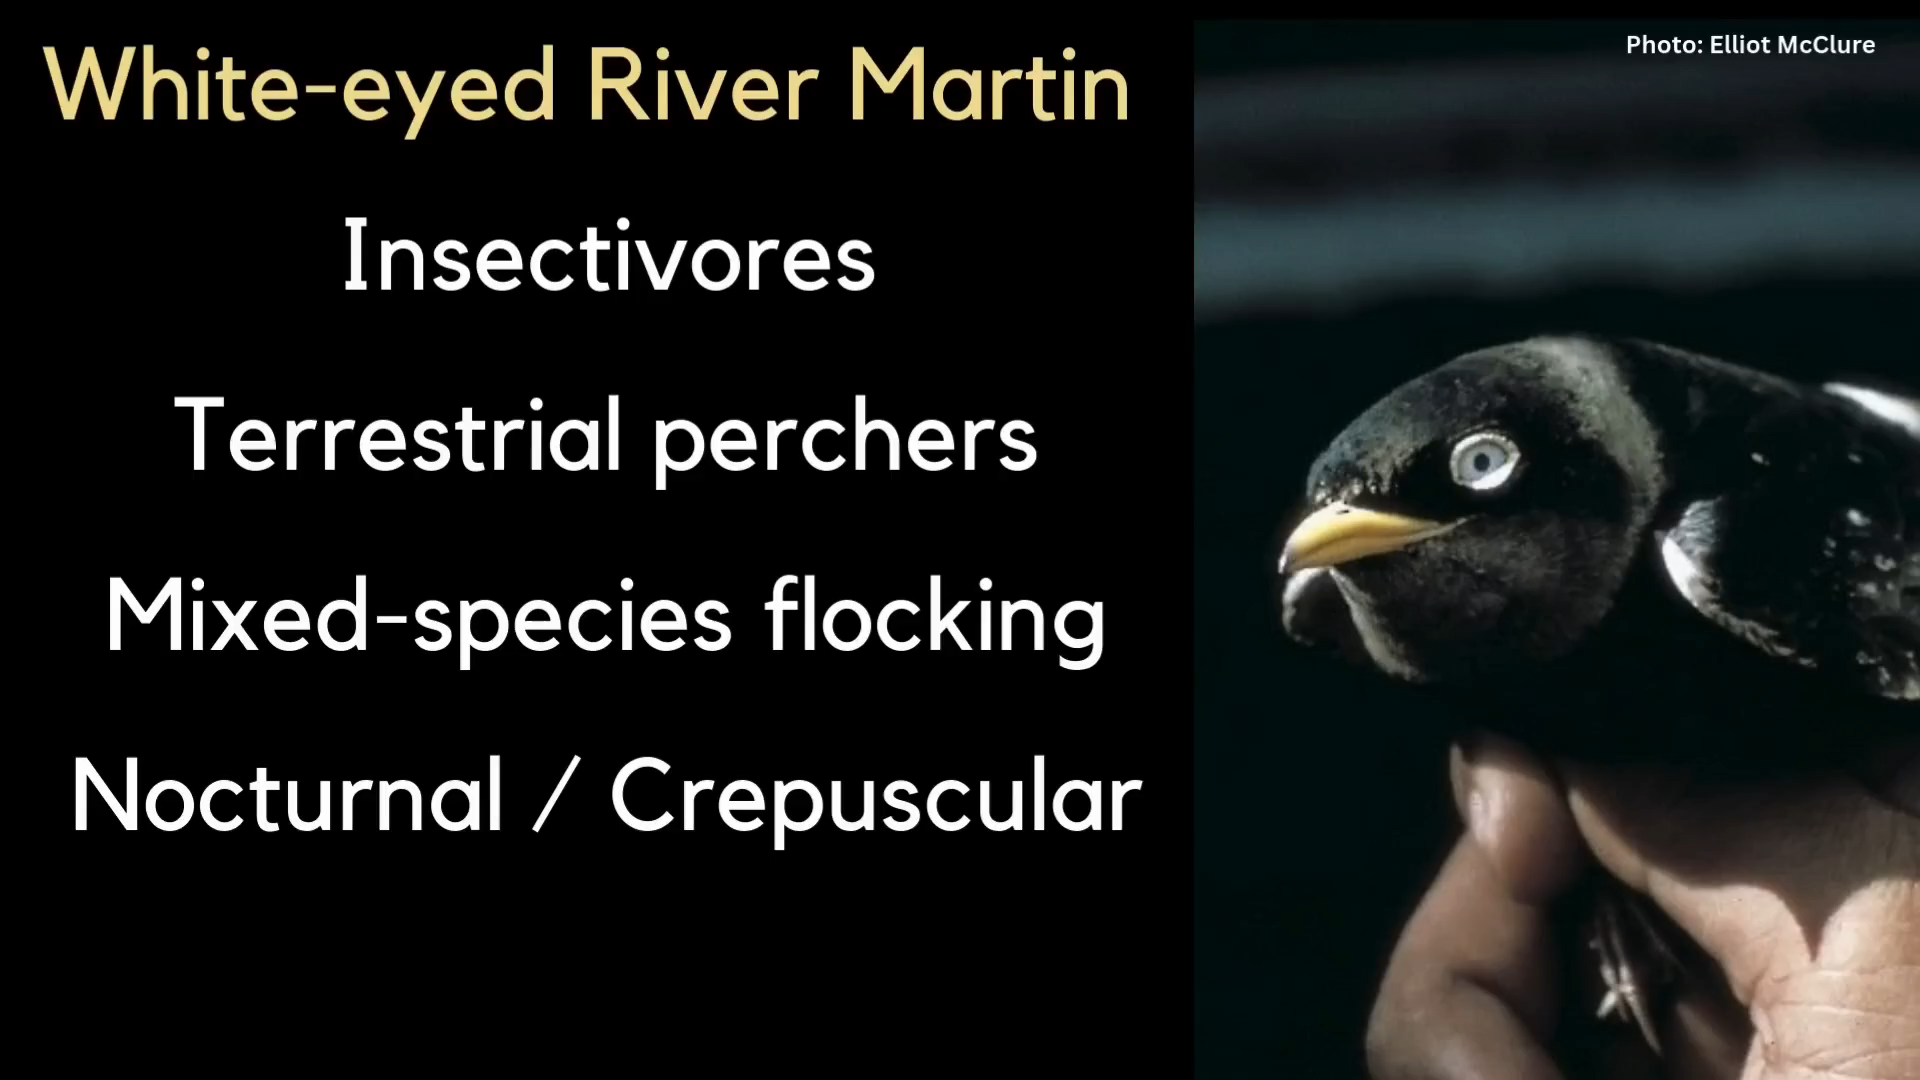 White-eyed River Martin
Insectivores
Terrestrial perchers
Mixed-species flocking
Nocturnal / Crepuscular
Photo: Elliot McClure